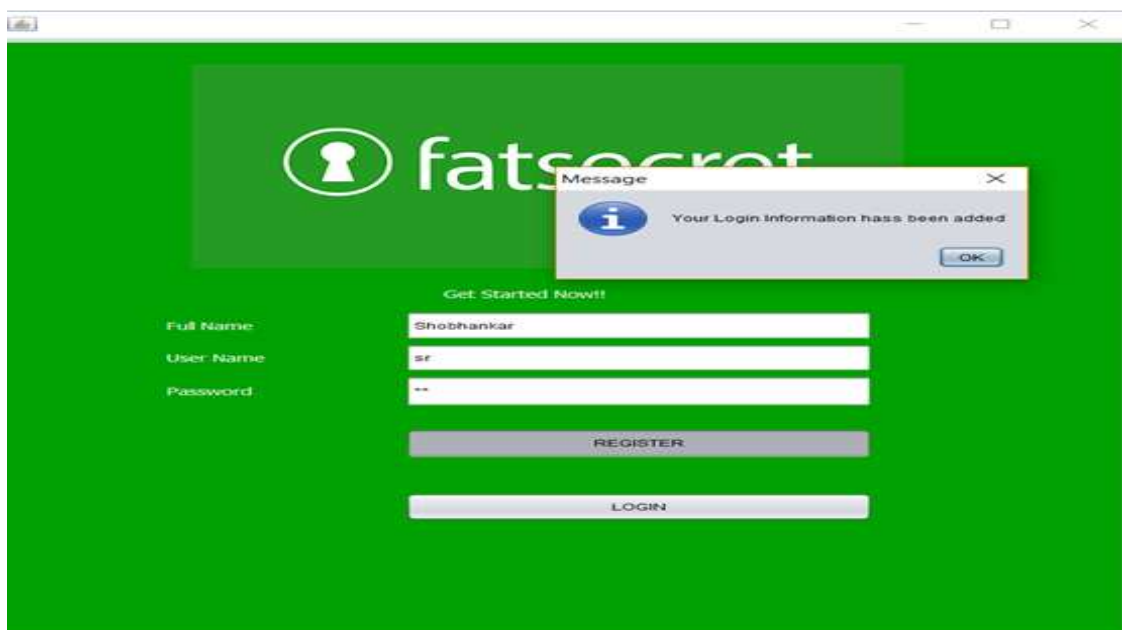 fatsecret
Message
Your Login Information hass been added
OK
Get Started Now!!
Full Name
Shobhankar
User Name
sr
Password
**
REGISTER
LOGIN